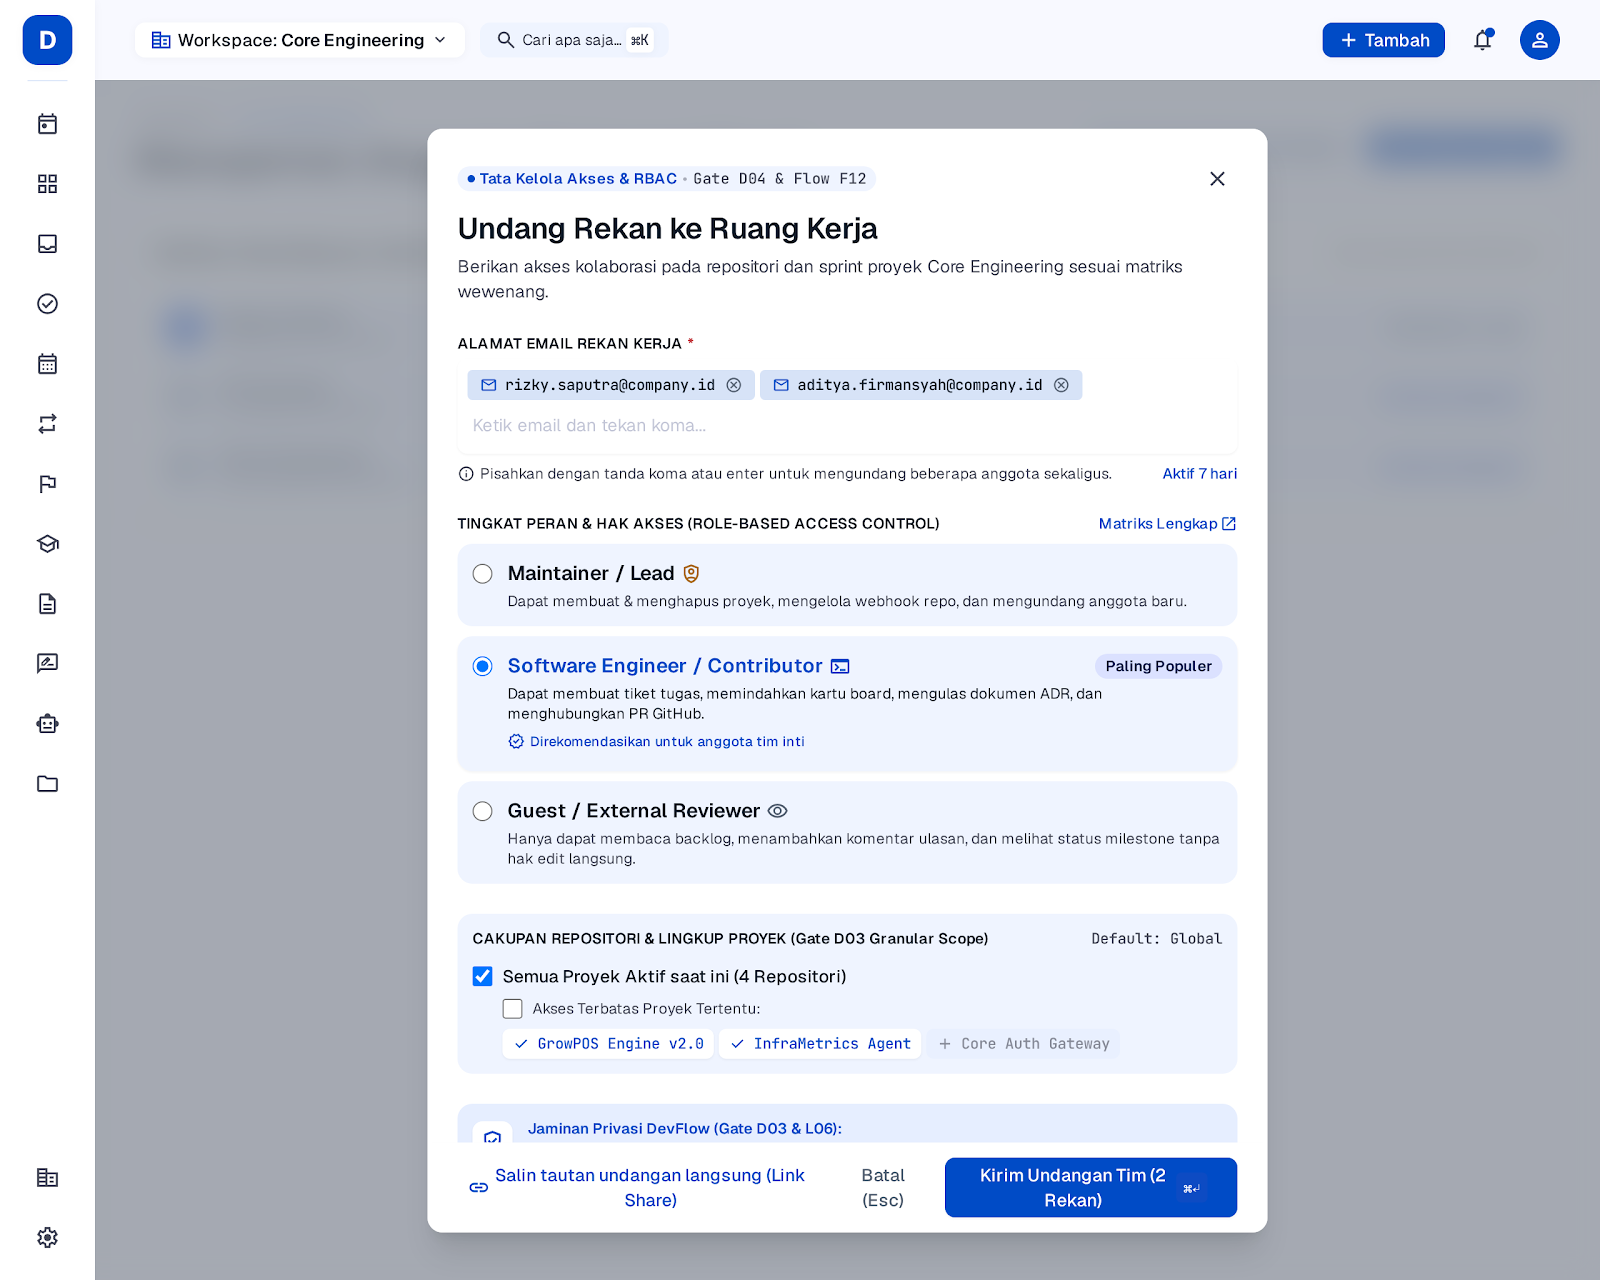 D
Workspace: Core Engineering
Cari apa saja... ⌘K
+ Tambah
Tata Kelola Akses & RBAC • Gate D04 & Flow F12
Undang Rekan ke Ruang Kerja
Berikan akses kolaborasi pada repositori dan sprint proyek Core Engineering sesuai matriks
wewenang.
ALAMAT EMAIL REKAN KERJA *
rizky.saputra@company.id
aditya.firmansyah@company.id
Ketik email dan tekan koma...
Pisahkan dengan tanda koma atau enter untuk mengundang beberapa anggota sekaligus.
Aktif 7 hari
TINGKAT PERAN & HAK AKSES (ROLE-BASED ACCESS CONTROL)
Matriks Lengkap
Maintainer / Lead
Dapat membuat & menghapus proyek, mengelola webhook repo, dan mengundang anggota baru.
Software Engineer / Contributor
Paling Populer
Dapat membuat tiket tugas, memindahkan kartu board, mengulas dokumen ADR, dan
menghubungkan PR GitHub.
Direkomendasikan untuk anggota tim inti
Guest / External Reviewer
Hanya dapat membaca backlog, menambahkan komentar ulasan, dan melihat status milestone tanpa
hak edit langsung.
CAKUPAN REPOSITORI & LINGKUP PROYEK (Gate D03 Granular Scope)
Default: Global
Semua Proyek Aktif saat ini (4 Repositori)
Akses Terbatas Proyek Tertentu:
GrowPOS Engine v2.0
InfraMetrics Agent
+ Core Auth Gateway
Jaminan Privasi DevFlow (Gate D03 & L06):
Salin tautan undangan langsung (Link
Share)
Batal
(Esc)
Kirim Undangan Tim (2
Rekan)
⌘↵